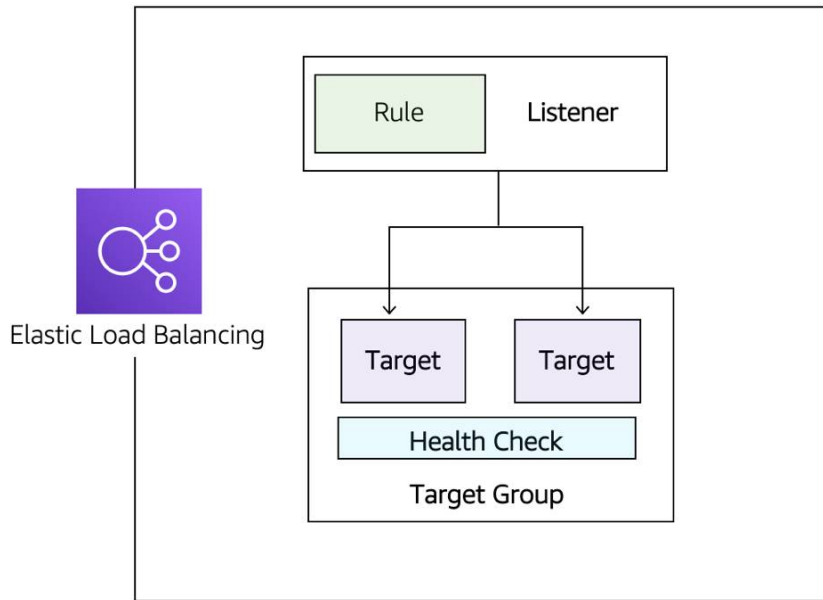 Rule
Listener
Elastic Load Balancing
Target
Target
Health Check
Target Group